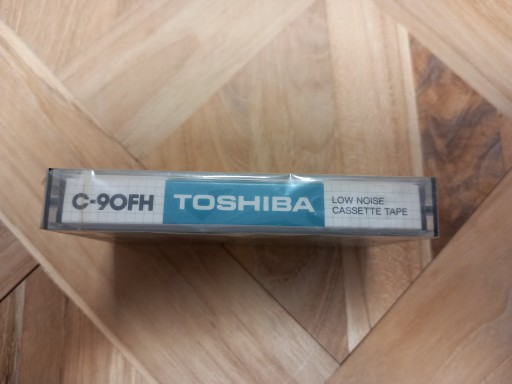 C-90FH
TOSHIBA
LOW NOISE
CASSETTE TAPE